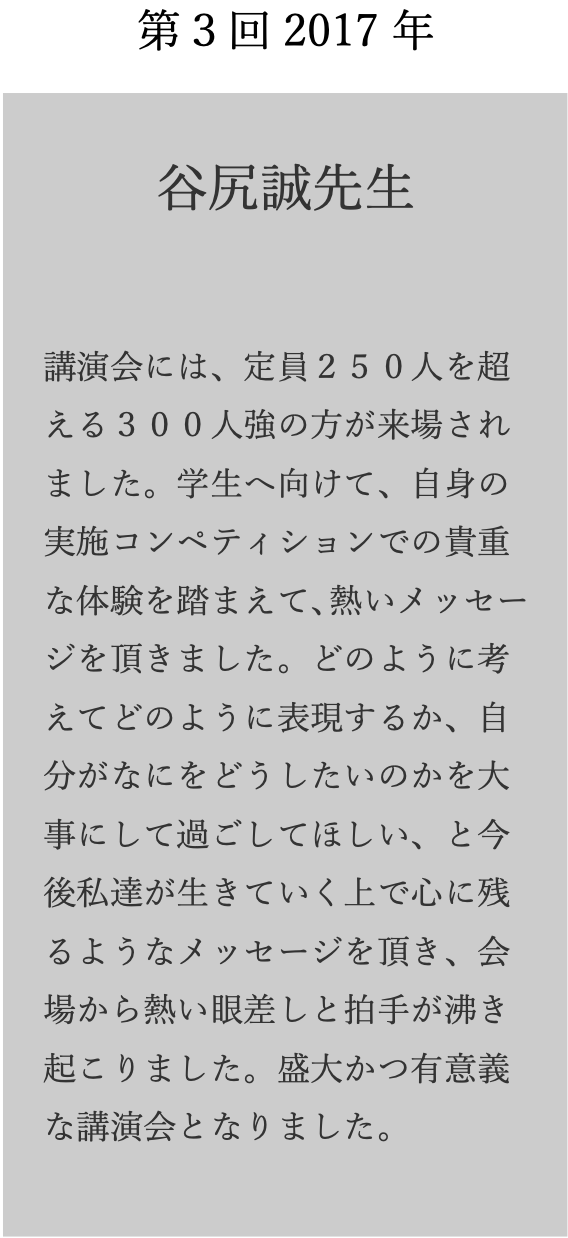 第３回 2017 年
谷尻誠先生
講演会には、定員２５０人を超
える３００人強の方が来場され
ました。学生へ向けて、自身の
実施コンペティションでの貴重
な体験を踏まえて、熱いメッセー
ジを頂きました。どのように考
えてどのように表現するか、自
分がなにをどうしたいのかを大
事にして過ごしてほしい、と今
後私達が生きていく上で心に残
るようなメッセージを頂き、会
場から熱い眼差しと拍手が沸き
起こりました。盛大かつ有意義
な講演会となりました。